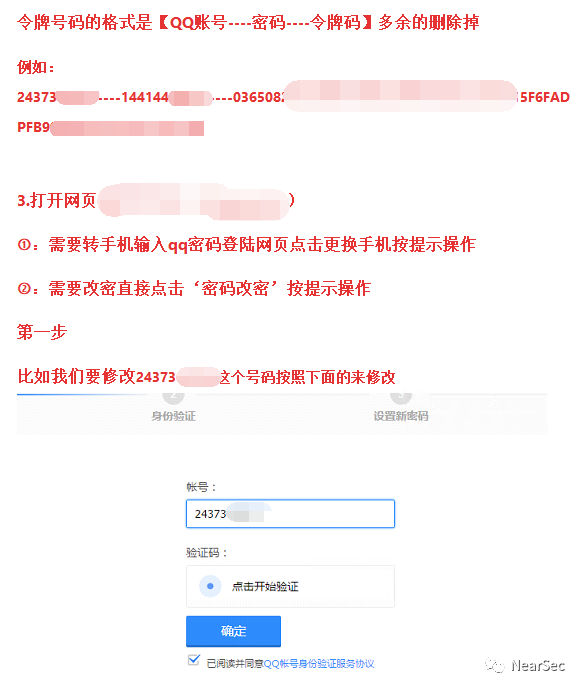 令牌号码的格式是【QQ账号----密码----令牌码】多余的删除掉
例如：
24373 ----144144 ----036508 5F6FAD
PFB9
3.打开网页 ）
①：需要转手机输入qq密码登陆网页点击更换手机按提示操作
②：需要改密直接点击‘密码改密’按提示操作
第一步
比如我们要修改24373 这个号码按照下面的来修改
2 3
身份验证 设置新密码
帐号：
24373
验证码：
点击开始验证
确定
已阅读并同意QQ帐号身份验证服务协议
NearSec